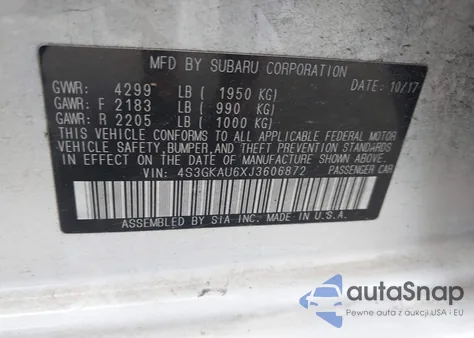 MFD BY SUBARU CORPORATION
GVWR: 4299 LB ( 1950 KG) DATE: 10/17
GAWR: F 2183 LB ( 990 KG)
GAWR: R 2205 LB ( 1000 KG)
THIS VEHICLE CONFORMS TO ALL APPLICABLE FEDERAL MOTOR
VEHICLE SAFETY, BUMPER, AND THEFT PREVENTION STANDARDS
IN EFFECT ON THE DATE OF MANUFACTURE SHOWN ABOVE.
VIN: 4S3GKAU6XJ3606872 PASSENGER CAR
ASSEMBLED BY SIA INC. MADE IN U.S.A.
autoSnap
Pewne auta z aukcji USA i EU